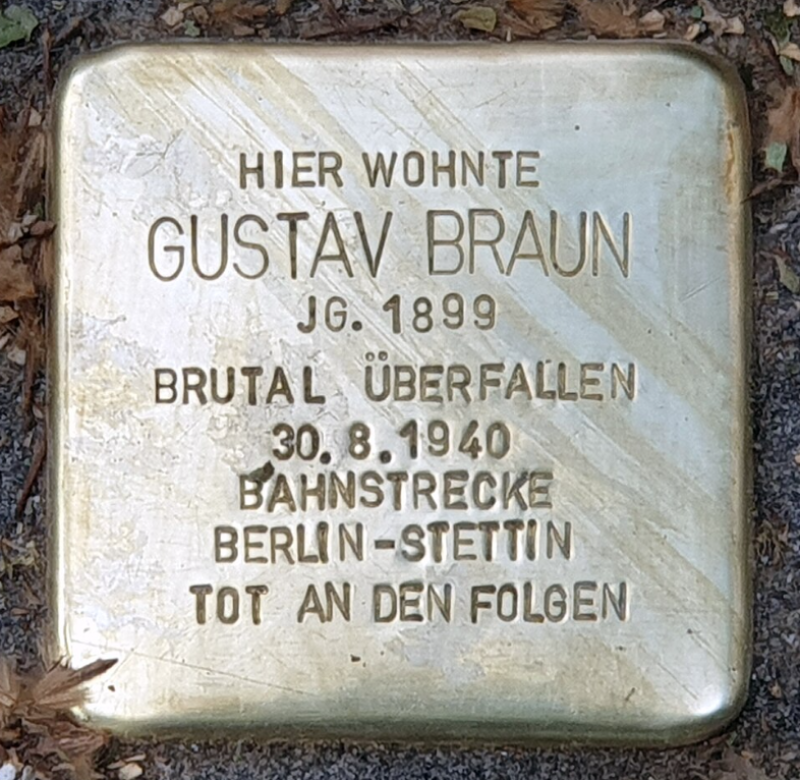 HIER WOHNTE
GUSTAV BRAUN
JG. 1899
BRUTAL ÜBERFALLEN
30.8.1940
BAHNSTRECKE
BERLIN-STETTIN
TOT AN DEN FOLGEN